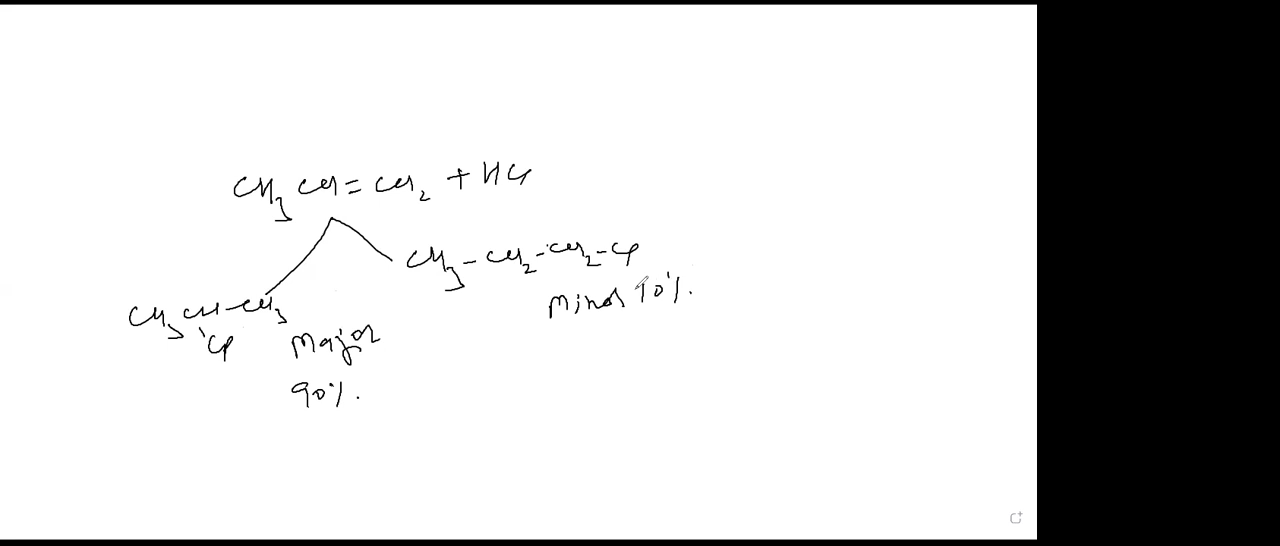 CH₃ CH = CH₂ + HCl
CH₃ - CH₂ - CH₂ - Cl
Minor 10%.
CH₃ CH - CH₃
Cl
Major
90%.